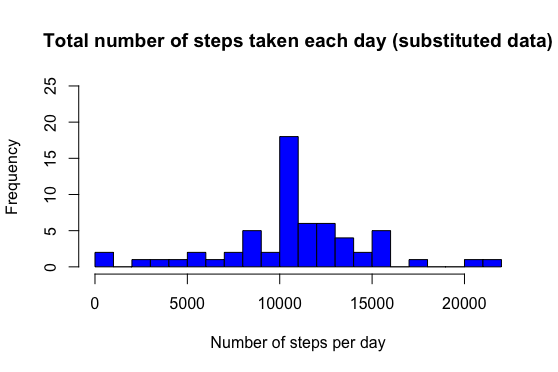 Total number of steps taken each day (substituted data)
Frequency
25
20
15
10
5
0
0 5000 10000 15000 20000
Number of steps per day